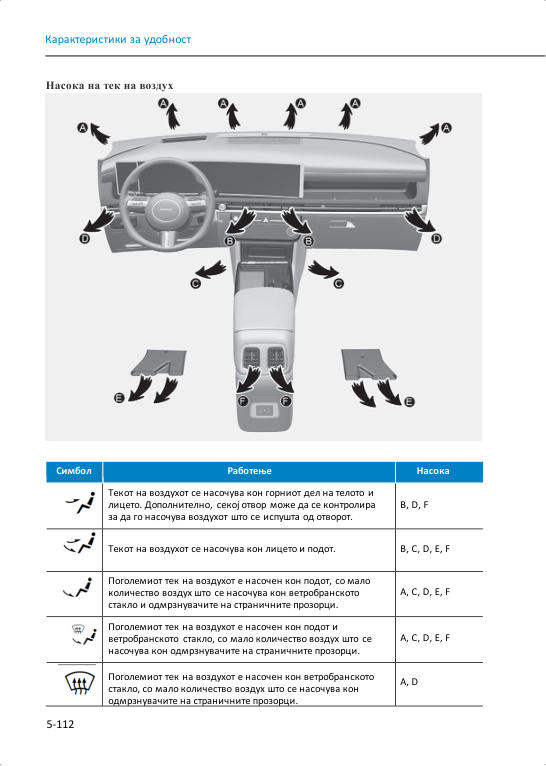 Карактеристики за удобност
Насока на тек на воздух
A A A A
A A
D B B D
C C
E F F E
Симбол Работење Насока
Текот на воздухот се насочува кон горниот дел на телото и
лицето. Дополнително, секој отвор може да се контролира
за да го насочува воздухот што се испушта од отворот.
B, D, F
Текот на воздухот се насочува кон лицето и подот.
B, C, D, E, F
Поголемиот тек на воздухот е насочен кон подот, со мало
количество воздух што се насочува кон ветробранското
стакло и одмрзнувачите на страничните прозорци.
A, C, D, E, F
Поголемиот тек на воздухот е насочен кон подот и
ветробранското стакло, со мало количество воздух што се
насочува кон одмрзнувачите на страничните прозорци.
A, C, D, E, F
Поголемиот тек на воздухот е насочен кон ветробранското
стакло, со мало количество воздух што се насочува кон
одмрзнувачите на страничните прозорци.
A, D
5-112